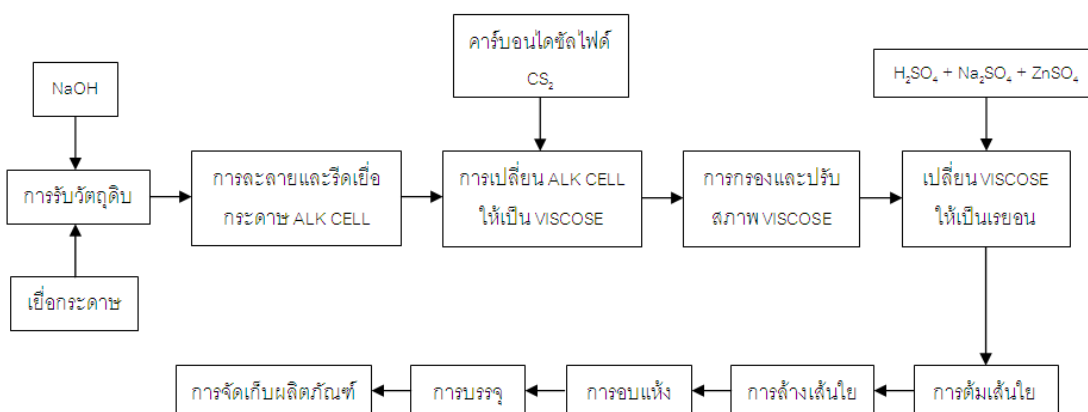 คาร์บอนไดซัลไฟด์
CS₂
H₂SO₄ + Na₂SO₄ + ZnSO₄
NaOH
การรับวัตถุดิบ
การละลายและรีดเยื่อ
กระดาษ ALK CELL
การเปลี่ยน ALK CELL
ให้เป็น VISCOSE
การกรองและปรับ
สภาพ VISCOSE
เปลี่ยน VISCOSE
ให้เป็นเรยอน
เยื่อกระดาษ
การต้มเส้นใย
การล้างเส้นใย
การอบแห้ง
การบรรจุ
การจัดเก็บผลิตภัณฑ์